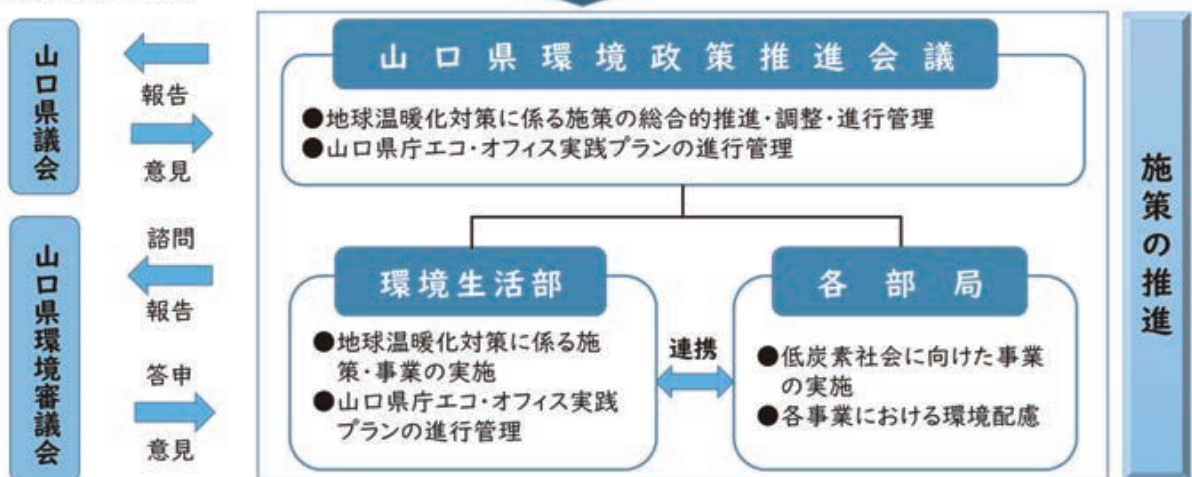 山口県議会
報告
意見
山口県環境審議会
諮問
報告
答申
意見
山口県環境政策推進会議
●地球温暖化対策に係る施策の総合的推進・調整・進行管理
●山口県庁エコ・オフィス実践プランの進行管理
環境生活部
●地球温暖化対策に係る施
策・事業の実施
●山口県庁エコ・オフィス実践
プランの進行管理
連携
各部局
●低炭素社会に向けた事業
の実施
●各事業における環境配慮
施策の推進